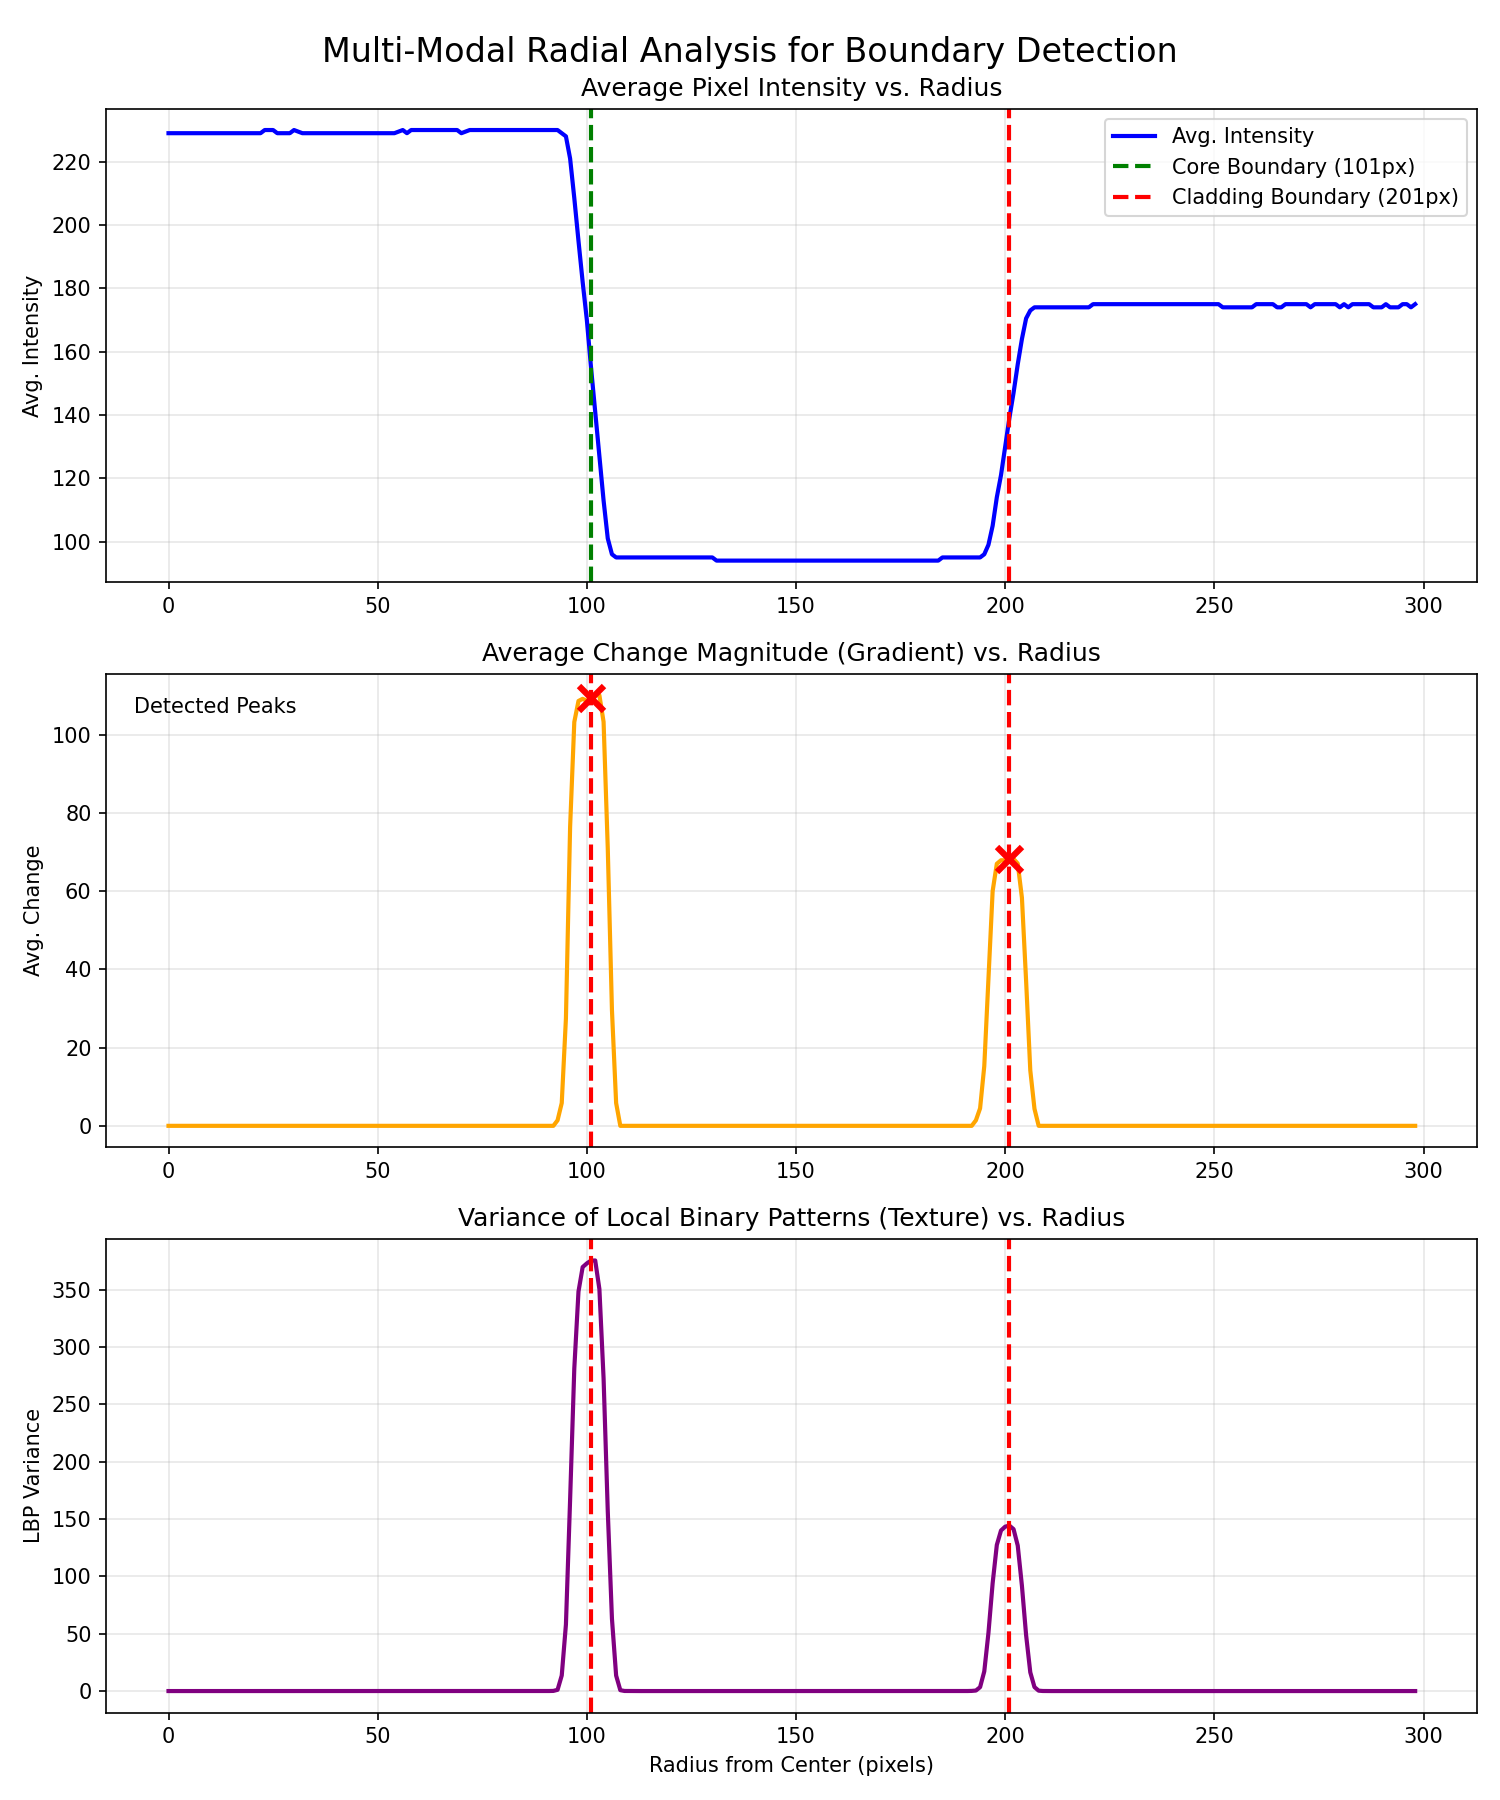 Multi-Modal Radial Analysis for Boundary Detection
Average Pixel Intensity vs. Radius
Avg. Intensity
Core Boundary (101px)
Cladding Boundary (201px)
Avg. Intensity
220
200
180
160
140
120
100
0 50 100 150 200 250 300
Average Change Magnitude (Gradient) vs. Radius
Detected Peaks
Avg. Change
100
80
60
40
20
0
0 50 100 150 200 250 300
Variance of Local Binary Patterns (Texture) vs. Radius
LBP Variance
350
300
250
200
150
100
50
0
0 50 100 150 200 250 300
Radius from Center (pixels)